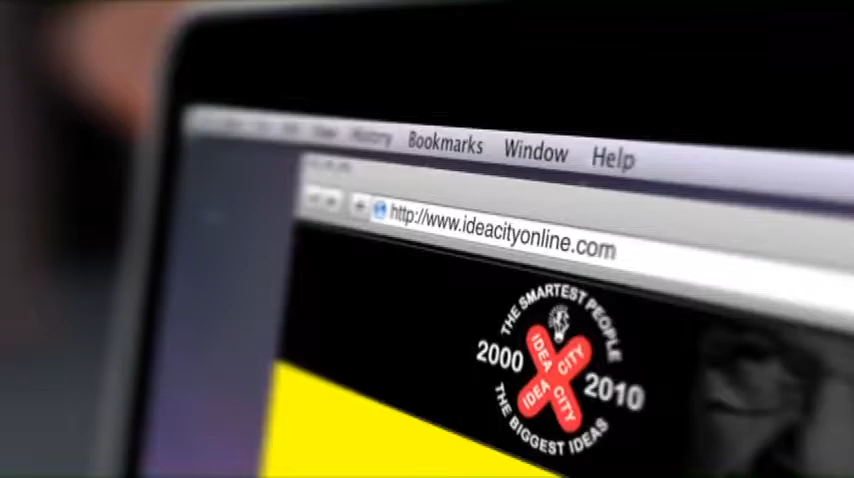 History Bookmarks Window Help
http://www.ideacityonline.com
THE SMARTEST PEOPLE
2000 IDEA CITY 2010
IDEA CITY
THE BIGGEST IDEAS